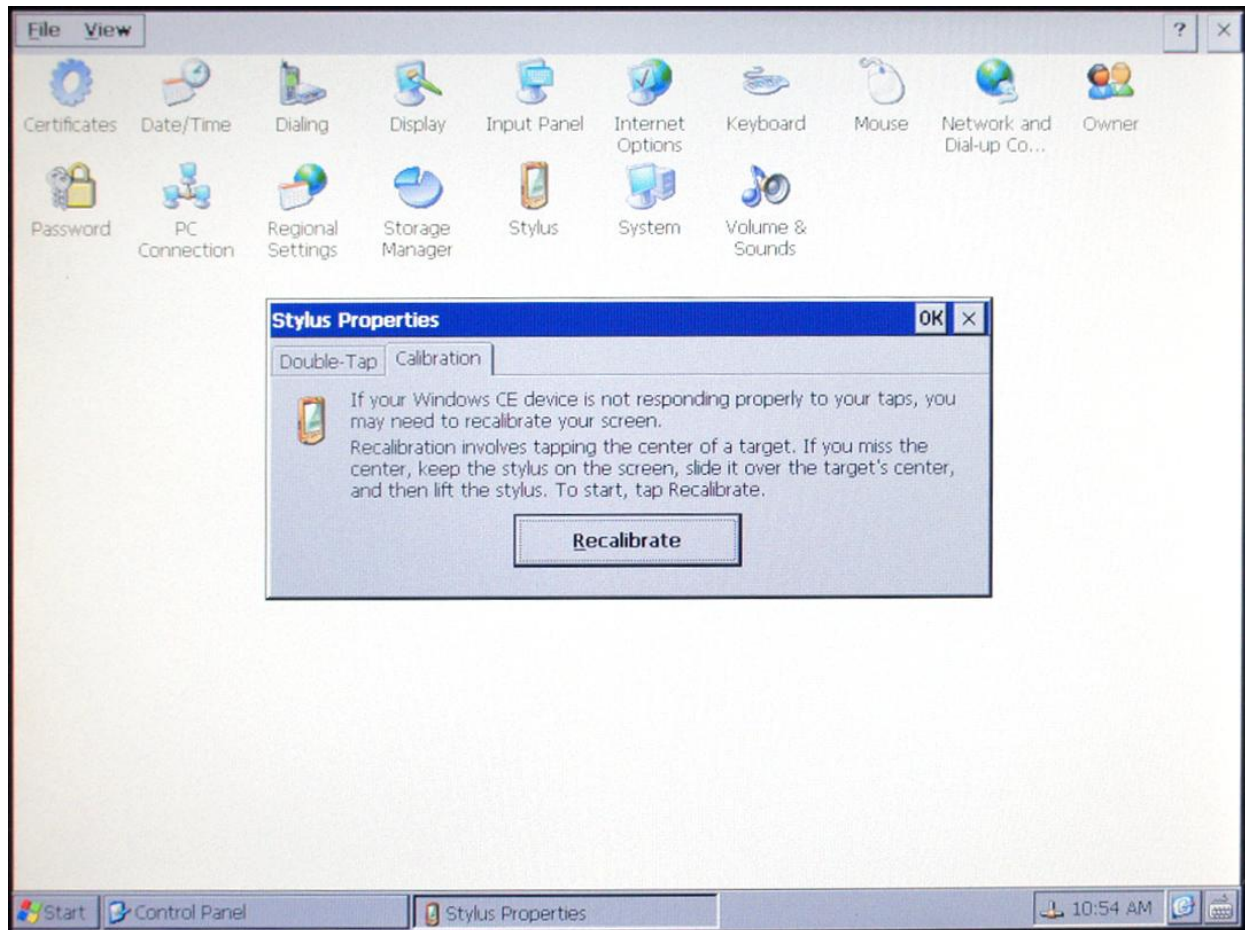 File View ? ×
Certificates Date/Time Dialing Display Input Panel Internet Options Keyboard Mouse Network and Dial-up Co... Owner
Password PC Connection Regional Settings Storage Manager Stylus System Volume & Sounds
Stylus Properties OK ×
Double-Tap Calibration
If your Windows CE device is not responding properly to your taps, you
may need to recalibrate your screen.
Recalibration involves tapping the center of a target. If you miss the
center, keep the stylus on the screen, slide it over the target's center,
and then lift the stylus. To start, tap Recalibrate.
Recalibrate
Start Control Panel Stylus Properties 10:54 AM